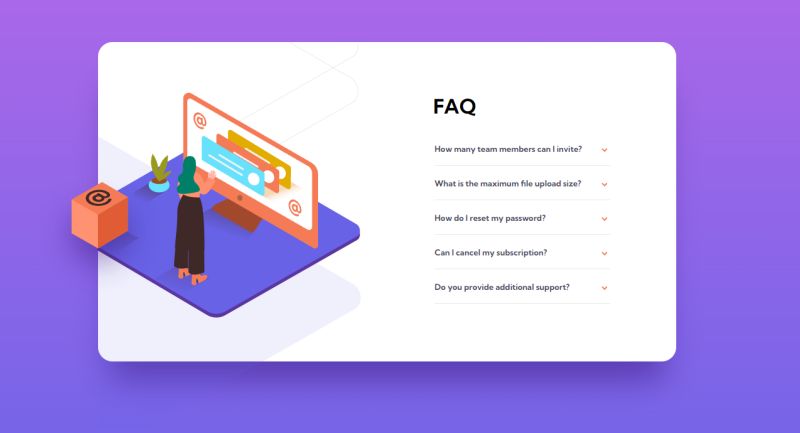 FAQ
How many team members can I invite?
What is the maximum file upload size?
How do I reset my password?
Can I cancel my subscription?
Do you provide additional support?
@
@
@